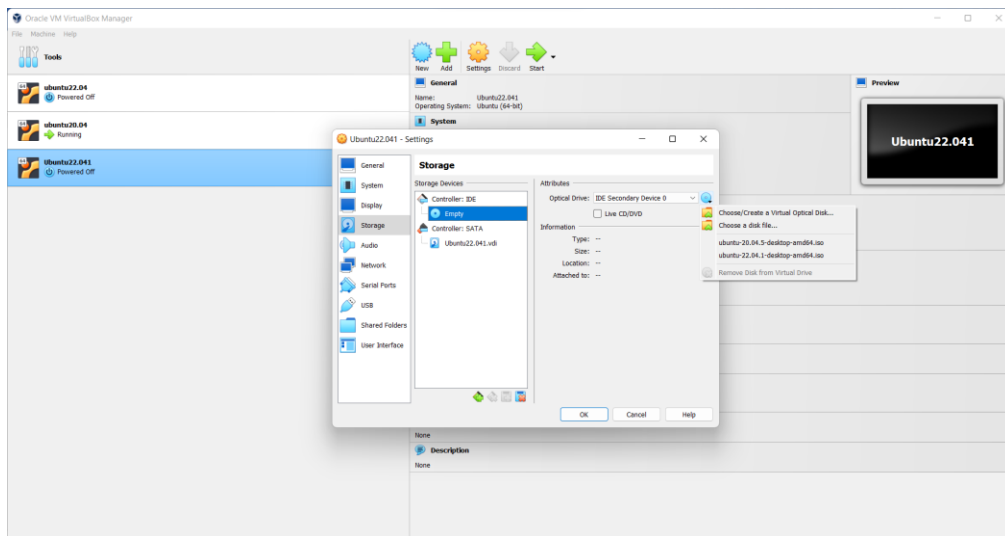 Oracle VM VirtualBox Manager
File Machine Help
Tools
New Add Settings Discard Start
ubuntu22.04
Powered Off
ubuntu20.04
Running
Ubuntu22.041
Powered Off
General
Name: Ubuntu22.041
Operating System: Ubuntu (64-bit)
System
Preview
Ubuntu22.041
Ubuntu22.041 - Settings
General
System
Display
Storage
Audio
Network
Serial Ports
USB
Shared Folders
User Interface
Storage
Storage Devices
Controller: IDE
Empty
Controller: SATA
Ubuntu22.041.vdi
Attributes
Optical Drive: IDE Secondary Device 0
Live CD/DVD
Information
Type: --
Size: --
Location: --
Attached to: --
Choose/Create a Virtual Optical Disk...
Choose a disk file...
ubuntu-20.04.5-desktop-amd64.iso
ubuntu-22.04.1-desktop-amd64.iso
Remove Disk from Virtual Drive
OK Cancel Help
None
Description
None